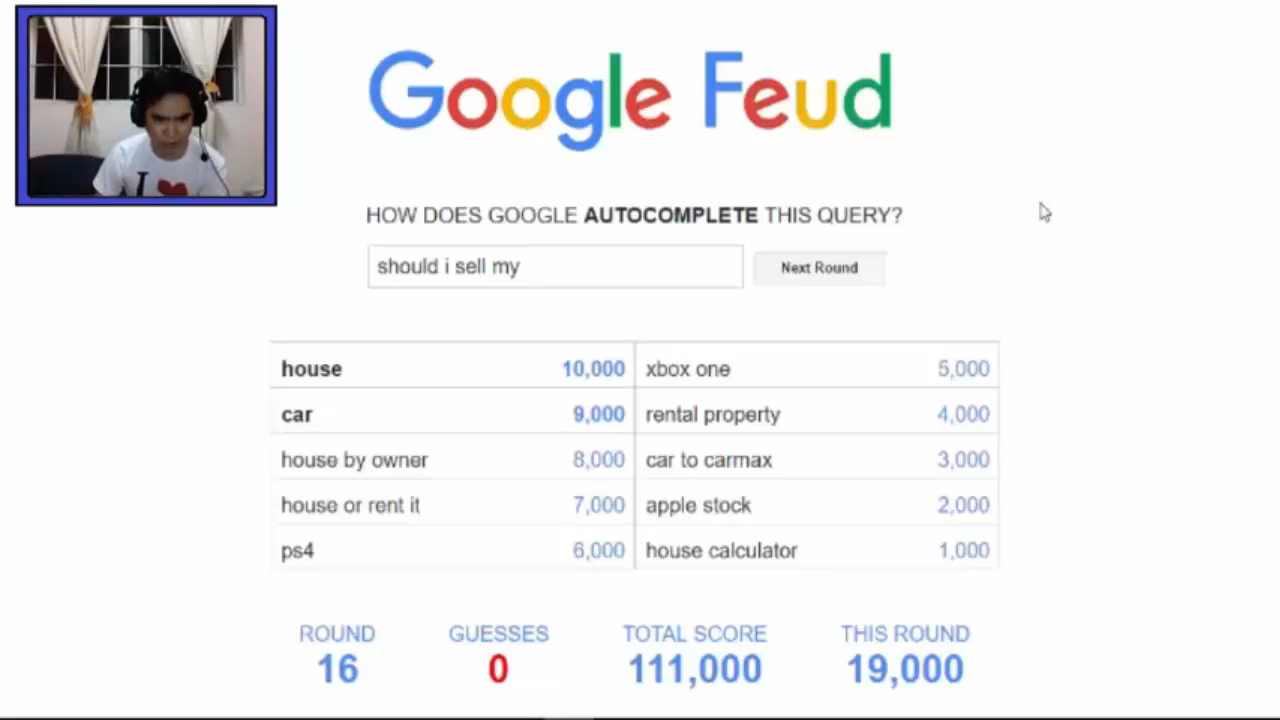 Google Feud
HOW DOES GOOGLE AUTOCOMPLETE THIS QUERY?
should i sell my
Next Round
house 10,000
car 9,000
house by owner 8,000
house or rent it 7,000
ps4 6,000
xbox one 5,000
rental property 4,000
car to carmax 3,000
apple stock 2,000
house calculator 1,000
ROUND
16
GUESSES
0
TOTAL SCORE
111,000
THIS ROUND
19,000
I